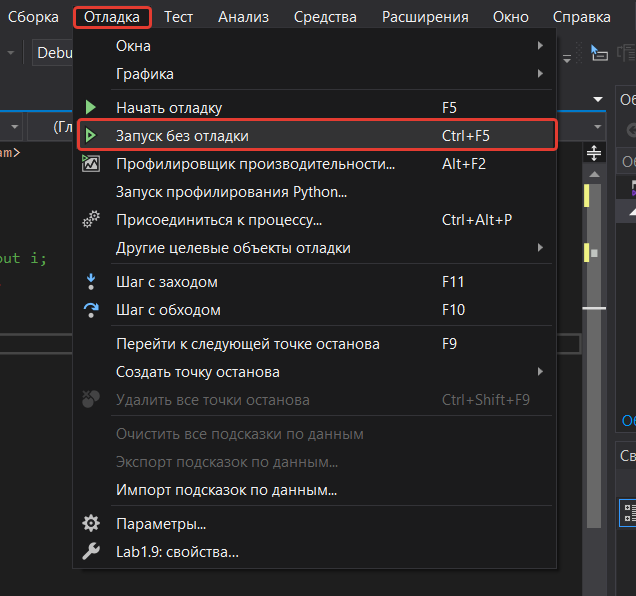 Сборка Отладка Тест Анализ Средства Расширения Окно Справка
Debu
Окна
Графика
Начать отладку F5
(Гл
Запуск без отладки Ctrl+F5
am>
Профилировщик производительности... Alt+F2
Запуск профилирования Python...
Присоединиться к процессу... Ctrl+Alt+P
Другие целевые объекты отладки
out i;
Шаг с заходом F11
Шаг с обходом F10
Перейти к следующей точке останова F9
Создать точку останова
Удалить все точки останова Ctrl+Shift+F9
Очистить все подсказки по данным
Экспорт подсказок по данным...
Импорт подсказок по данным...
Параметры...
Lab1.9: свойства...
Об
Об
Об
Св